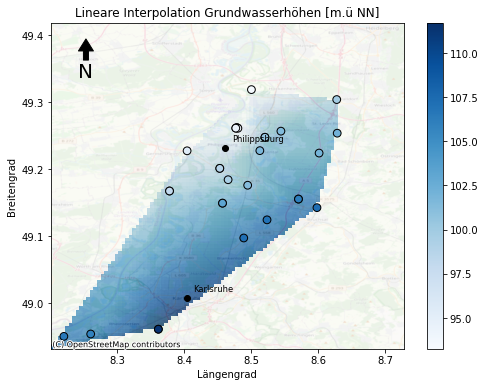 Lineare Interpolation Grundwasserhöhen [m.ü NN]
49.4
49.3
49.2
49.1
49.0
Breitengrad
N
Philippsburg
Karlsruhe
(C) OpenStreetMap contributors
8.3
8.4
8.5
8.6
8.7
Längengrad
110.0
107.5
105.0
102.5
100.0
97.5
95.0